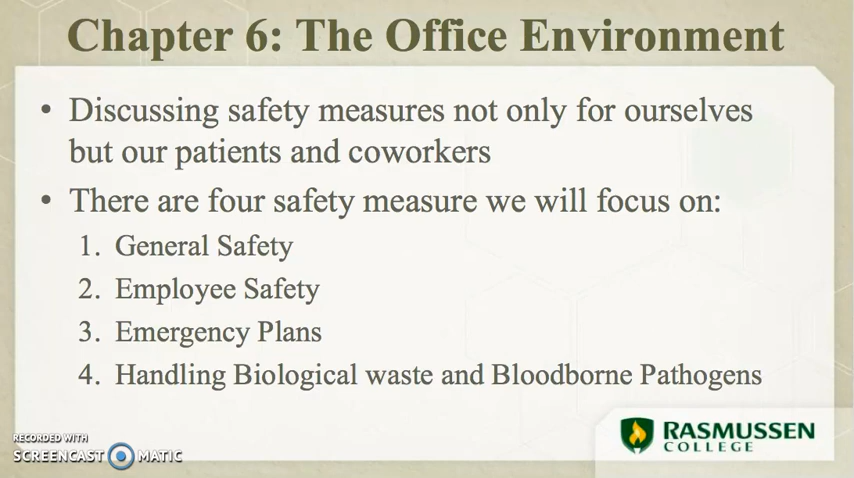 Chapter 6: The Office Environment
• Discussing safety measures not only for ourselves
but our patients and coworkers
• There are four safety measure we will focus on:
1. General Safety
2. Employee Safety
3. Emergency Plans
4. Handling Biological waste and Bloodborne Pathogens
RASMUSSEN
COLLEGE
RECORDED WITH
SCREENCAST MATIC